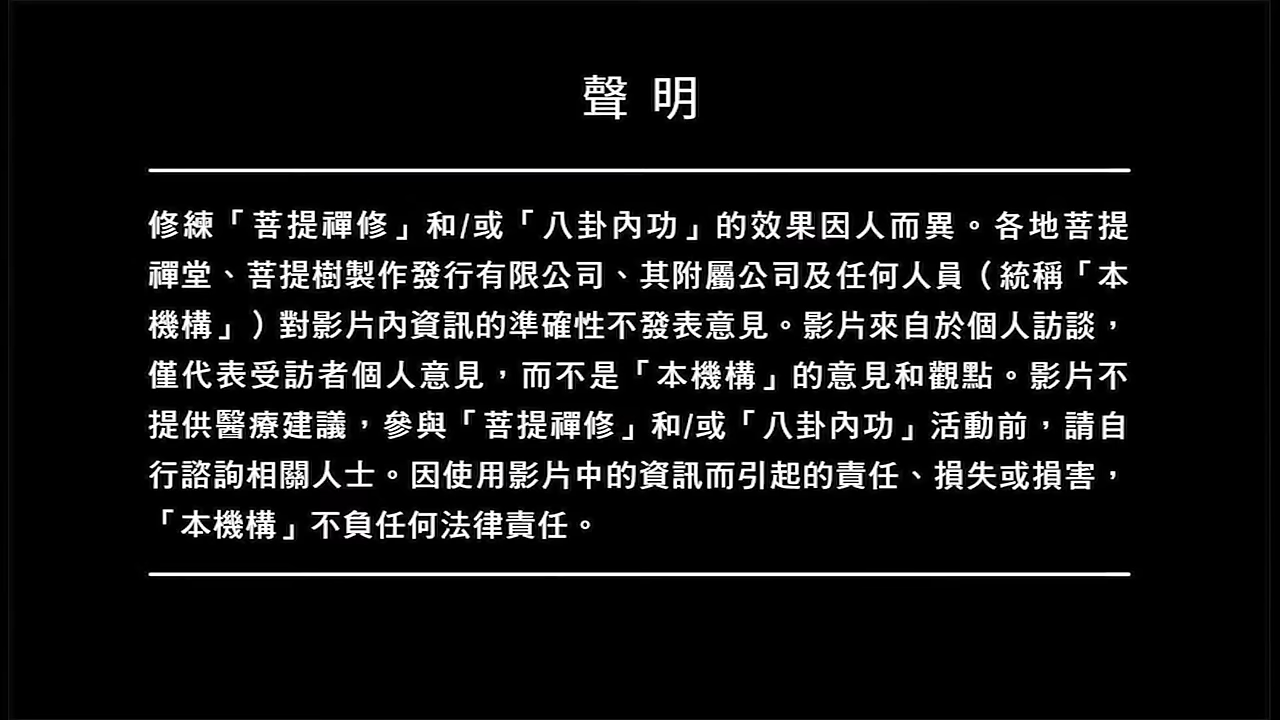 聲明
修練「菩提禪修」和/或「八卦內功」的效果因人而異。各地菩提
禪堂、菩提樹製作發行有限公司、其附屬公司及任何人員（統稱「本
機構」）對影片內資訊的準確性不發表意見。影片來自於個人訪談，
僅代表受訪者個人意見，而不是「本機構」的意見和觀點。影片不
提供醫療建議，參與「菩提禪修」和/或「八卦內功」活動前，請自
行諮詢相關人士。因使用影片中的資訊而引起的責任、損失或損害，
「本機構」不負任何法律責任。